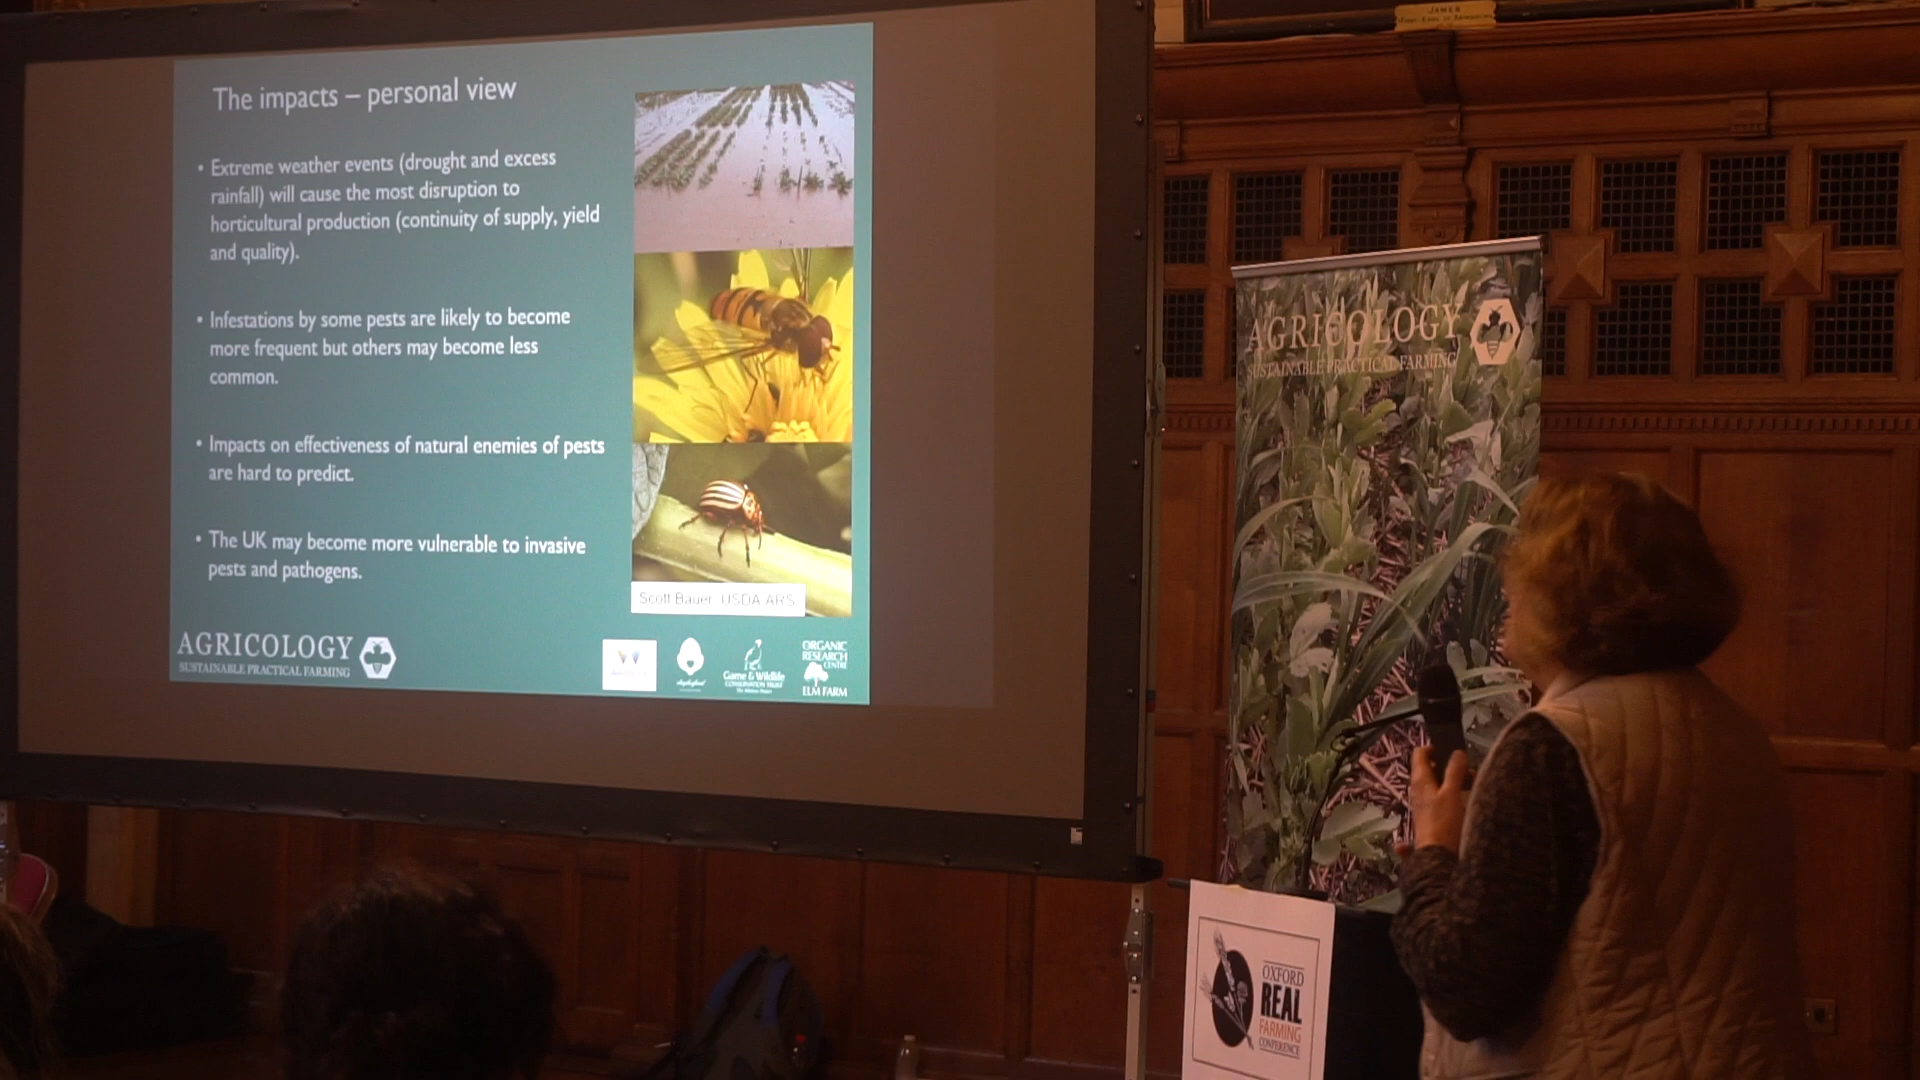 The impacts – personal view
• Extreme weather events (drought and excess
rainfall) will cause the most disruption to
horticultural production (continuity of supply, yield
and quality).
• Infestations by some pests are likely to become
more frequent but others may become less
common.
• Impacts on effectiveness of natural enemies of pests
are hard to predict.
• The UK may become more vulnerable to invasive
pests and pathogens.
Scott Bauer USDA ARS
AGRICOLOGY
SUSTAINABLE PRACTICAL FARMING
Game & Wildlife
CONSERVATION TRUST
ORGANIC
RESEARCH
CENTRE
ELM FARM
JAMES
AGRICOLOGY
SUSTAINABLE PRACTICAL FARMING
OXFORD
REAL
FARMING
CONFERENCE